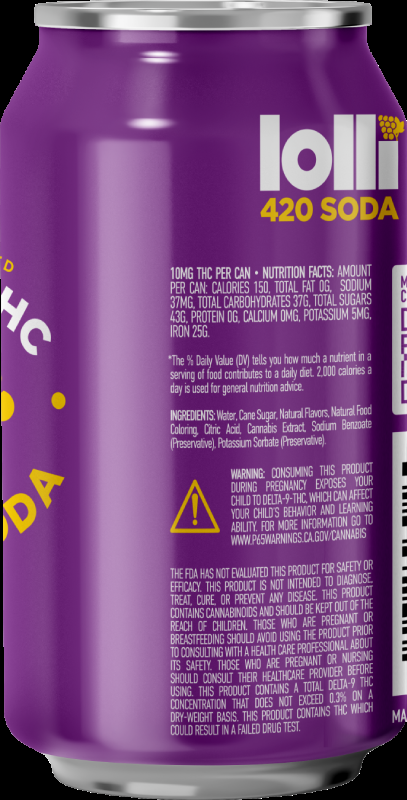 lolli
420 SODA
ED
HC
ODA
10MG THC PER CAN • NUTRITION FACTS: AMOUNT
PER CAN: CALORIES 150, TOTAL FAT 0G, SODIUM
37MG, TOTAL CARBOHYDRATES 37G, TOTAL SUGARS
43G, PROTEIN 0G, CALCIUM 0MG, POTASSIUM 5MG,
IRON 25G.
*The % Daily Value (DV) tells you how much a nutrient in a
serving of food contributes to a daily diet. 2,000 calories a
day is used for general nutrition advice.
INGREDIENTS: Water, Cane Sugar, Natural Flavors, Natural Food
Coloring, Citric Acid, Cannabis Extract, Sodium Benzoate
(Preservative), Potassium Sorbate (Preservative).
WARNING: CONSUMING THIS PRODUCT
DURING PREGNANCY EXPOSES YOUR
CHILD TO DELTA-9-THC, WHICH CAN AFFECT
YOUR CHILD'S BEHAVIOR AND LEARNING
ABILITY. FOR MORE INFORMATION GO TO
WWW.P65WARNINGS.CA.GOV/CANNABIS
THE FDA HAS NOT EVALUATED THIS PRODUCT FOR SAFETY OR
EFFICACY. THIS PRODUCT IS NOT INTENDED TO DIAGNOSE,
TREAT, CURE, OR PREVENT ANY DISEASE. THIS PRODUCT
CONTAINS CANNABINOIDS AND SHOULD BE KEPT OUT OF THE
REACH OF CHILDREN. THOSE WHO ARE PREGNANT OR
BREASTFEEDING SHOULD AVOID USING THE PRODUCT PRIOR
TO CONSULTING WITH A HEALTH CARE PROFESSIONAL ABOUT
ITS SAFETY. THOSE WHO ARE PREGNANT OR NURSING
SHOULD CONSULT THEIR HEALTHCARE PROVIDER BEFORE
USING. THIS PRODUCT CONTAINS A TOTAL DELTA-9 THC
CONCENTRATION THAT DOES NOT EXCEED 0.3% ON A
DRY-WEIGHT BASIS. THIS PRODUCT CONTAINS THC WHICH
COULD RESULT IN A FAILED DRUG TEST.
MA